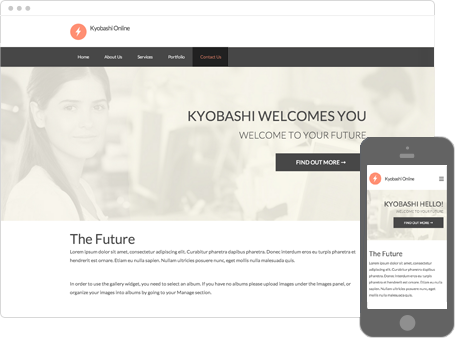 Kyobashi Online
Home About Us Services Portfolio Contact Us
KYOBASHI WELCOMES YOU
WELCOME TO YOUR FUTURE
FIND OUT MORE →
The Future
Lorem ipsum dolor sit amet, consectetur adipiscing elit. Curabitur pharetra dapibus pharetra. Donec interdum eros eu turpis pharetra et
hendrerit est ornare. Etiam eu nulla sapien. Nullam ultricies posuere nunc, eget mollis nulla malesuada quis.
In order to use the gallery widget, you need to select an album. If you have no albums please upload images under the Images panel, or
organize your images into albums by going to your Manage section.
Kyobashi Online
KYOBASHI HELLO!
WELCOME TO YOUR FUTURE
FIND OUT MORE →
The Future
Lorem ipsum dolor sit amet, consectetur
adipiscing elit. Curabitur pharetra dapibus
pharetra. Donec interdum eros eu turpis
pharetra et hendrerit est ornare. Etiam eu
nulla sapien. Nullam ultricies posuere nunc,
eget mollis nulla malesuada quis.